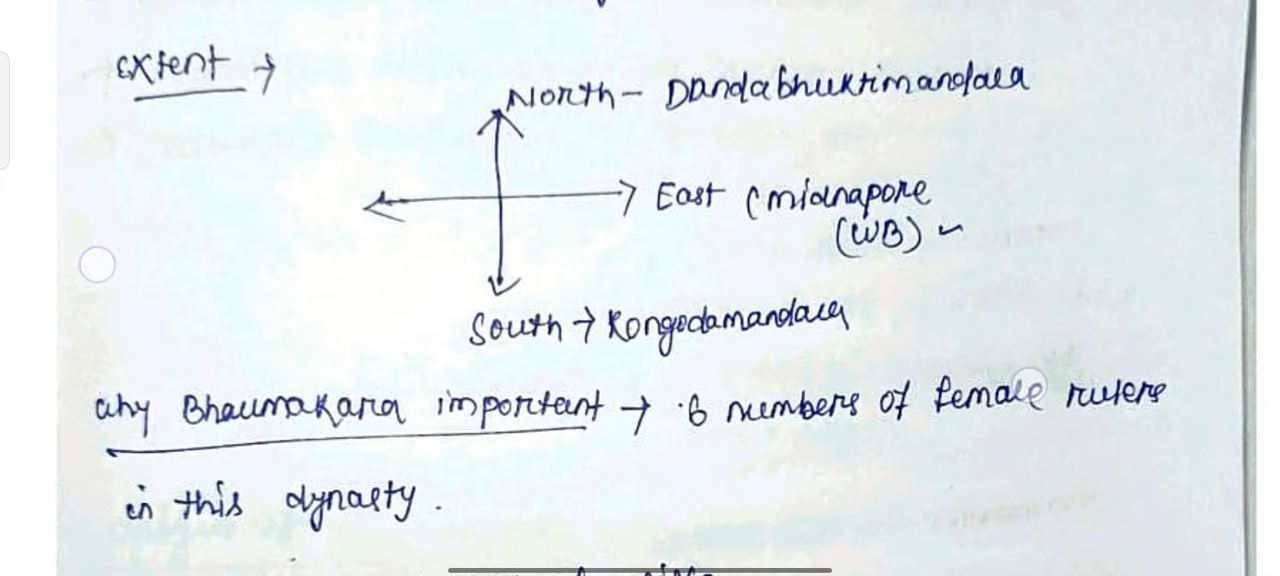 Extent →
North - Dandabhuktimandala
East (midnapore
(WB)
South → Kongodamandala
why Bhaumakara important → 6 numbers of female rulers
in this dynasty.